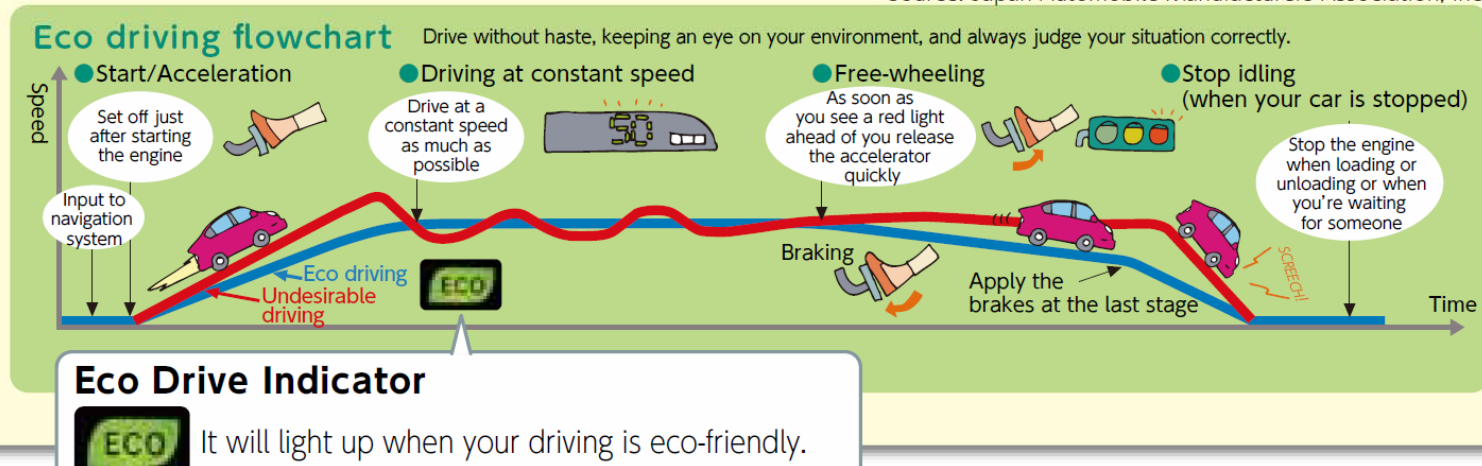 Eco driving flowchart
Drive without haste, keeping an eye on your environment, and always judge your situation correctly.
Speed
Start/Acceleration
Set off just
after starting
the engine
Input to
navigation
system
Driving at constant speed
Drive at a
constant speed
as much as
possible
50
Free-wheeling
As soon as
you see a red light
ahead of you release
the accelerator
quickly
Stop idling
(when your car is stopped)
Stop the engine
when loading or
unloading or when
you're waiting
for someone
Eco driving
Undesirable
driving
ECO
Braking
Apply the
brakes at the last stage
SCREECH!
Time
Eco Drive Indicator
ECO
It will light up when your driving is eco-friendly.